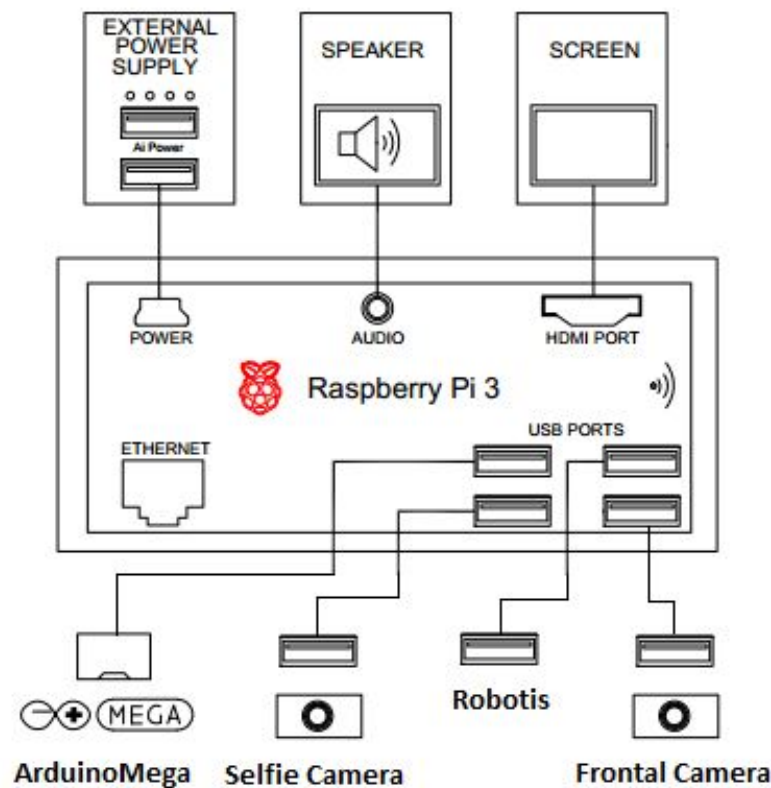 EXTERNAL
POWER
SUPPLY
Ai Power
SPEAKER
SCREEN
POWER
AUDIO
HDMI PORT
Raspberry Pi 3
USB PORTS
ETHERNET
MEGA
ArduinoMega
Selfie Camera
Robotis
Frontal Camera